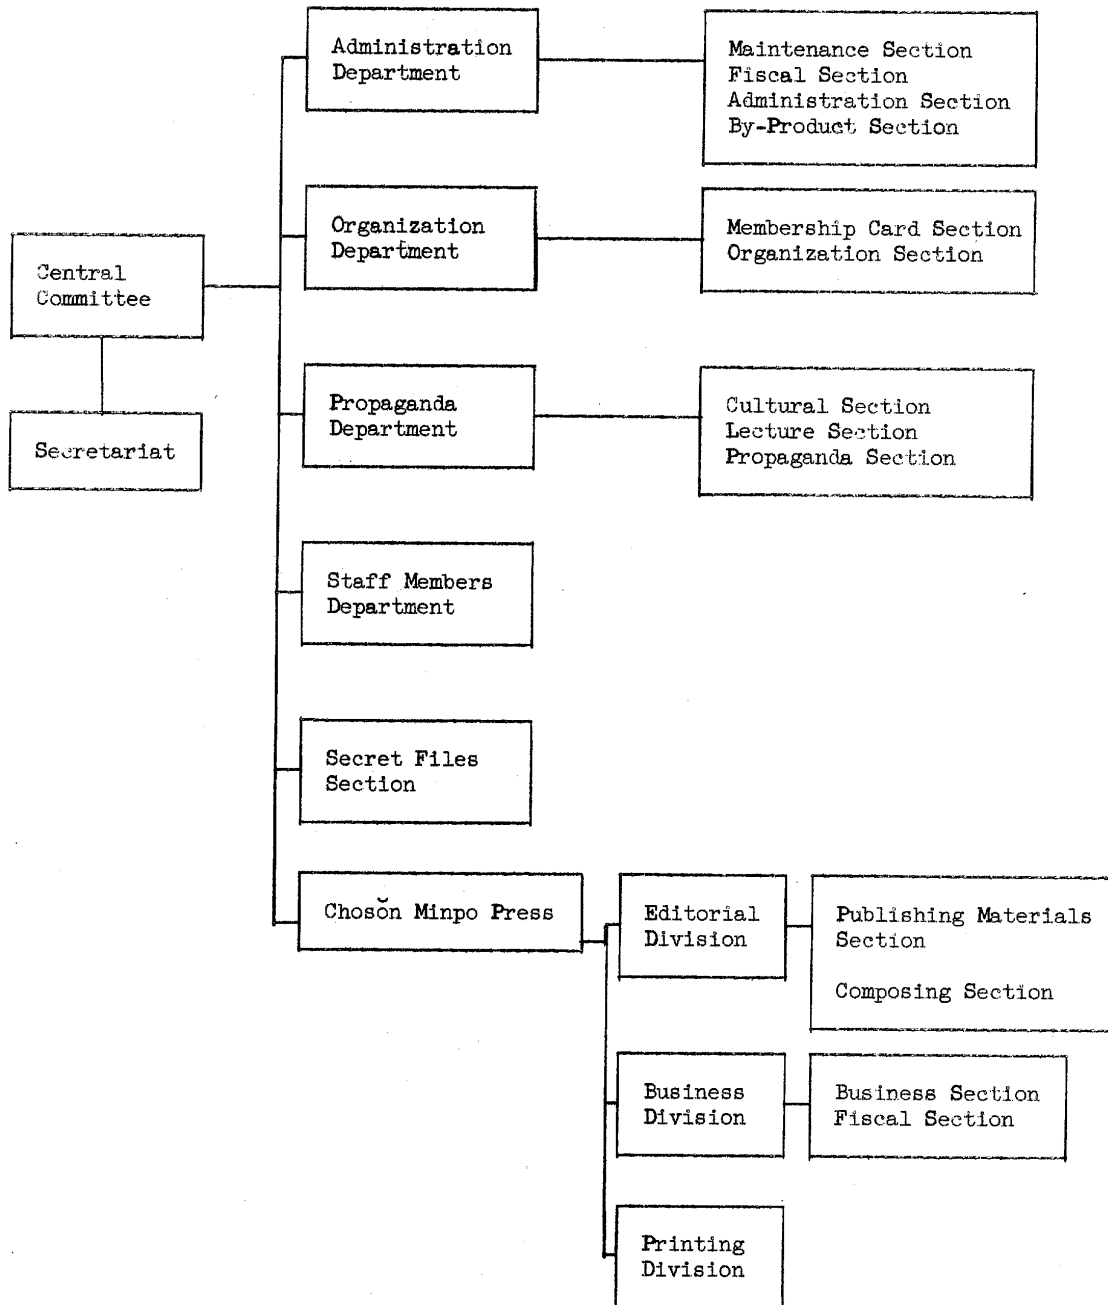 Administration
Department
Maintenance Section
Fiscal Section
Administration Section
By-Product Section
Organization
Department
Membership Card Section
Organization Section
Central
Committee
Secretariat
Propaganda
Department
Cultural Section
Lecture Section
Propaganda Section
Staff Members
Department
Secret Files
Section
Chosŏn Minpo Press
Editorial
Division
Publishing Materials
Section
Composing Section
Business
Division
Business Section
Fiscal Section
Printing
Division